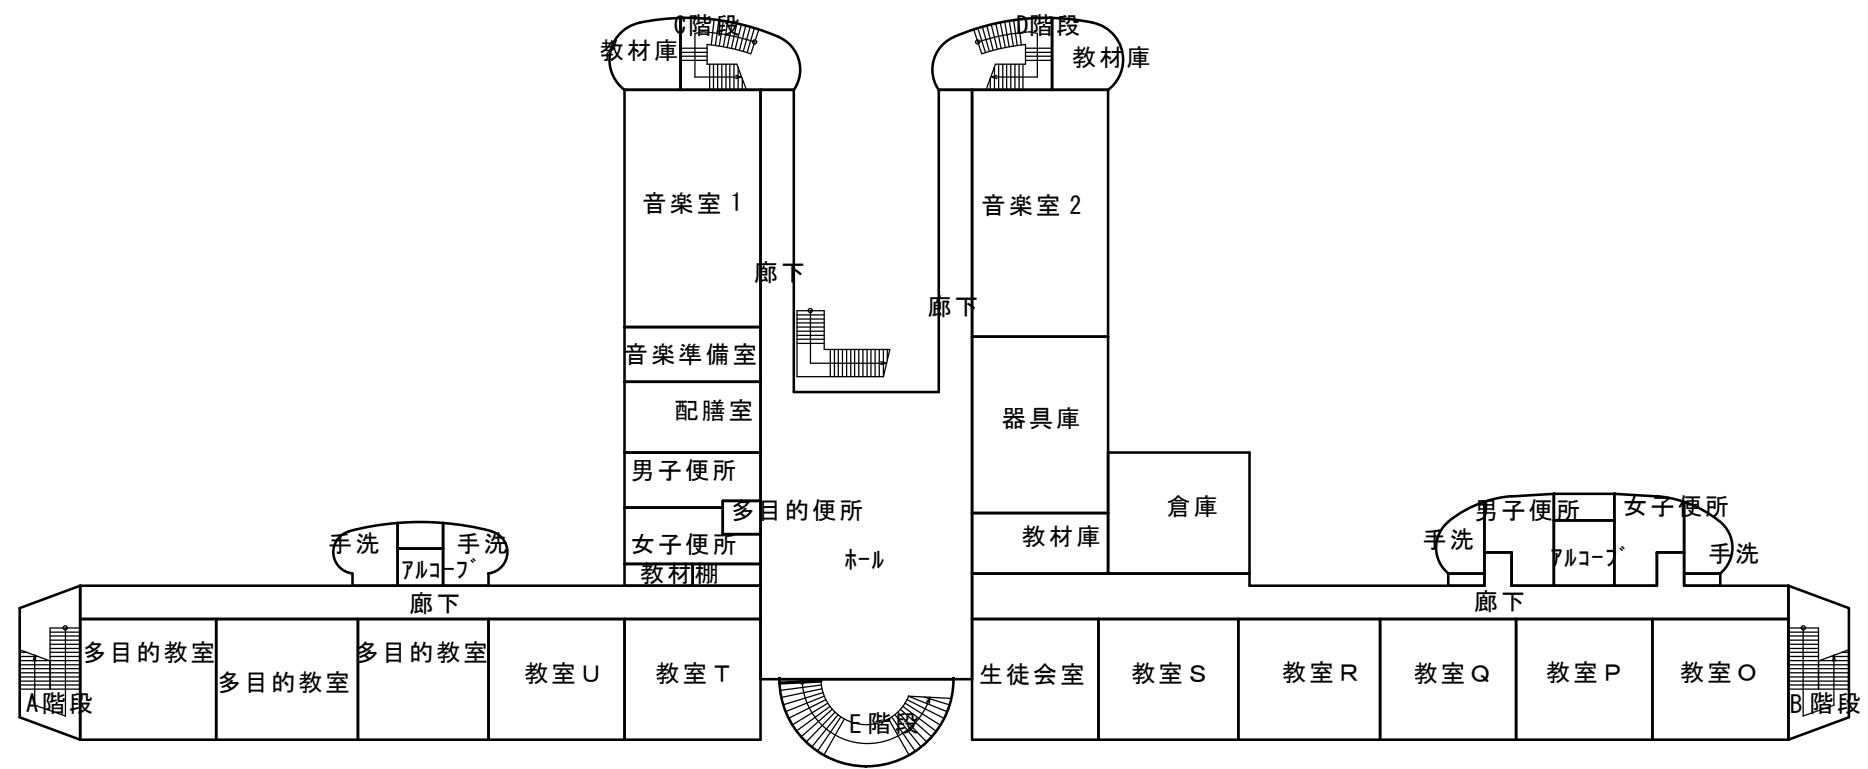 C階段
D階段
教材庫
教材庫
音楽室1
音楽室2
廊下
廊下
音楽準備室
配膳室
器具庫
男子便所
多目的便所
倉庫
男子便所
女子便所
女子便所
教材庫
手洗
手洗
手洗
手洗
アルコーブ
ホール
アルコーブ
教材棚
廊下
廊下
多目的教室
多目的教室
多目的教室
教室U
教室T
生徒会室
教室S
教室R
教室Q
教室P
教室O
A階段
E階段
B階段